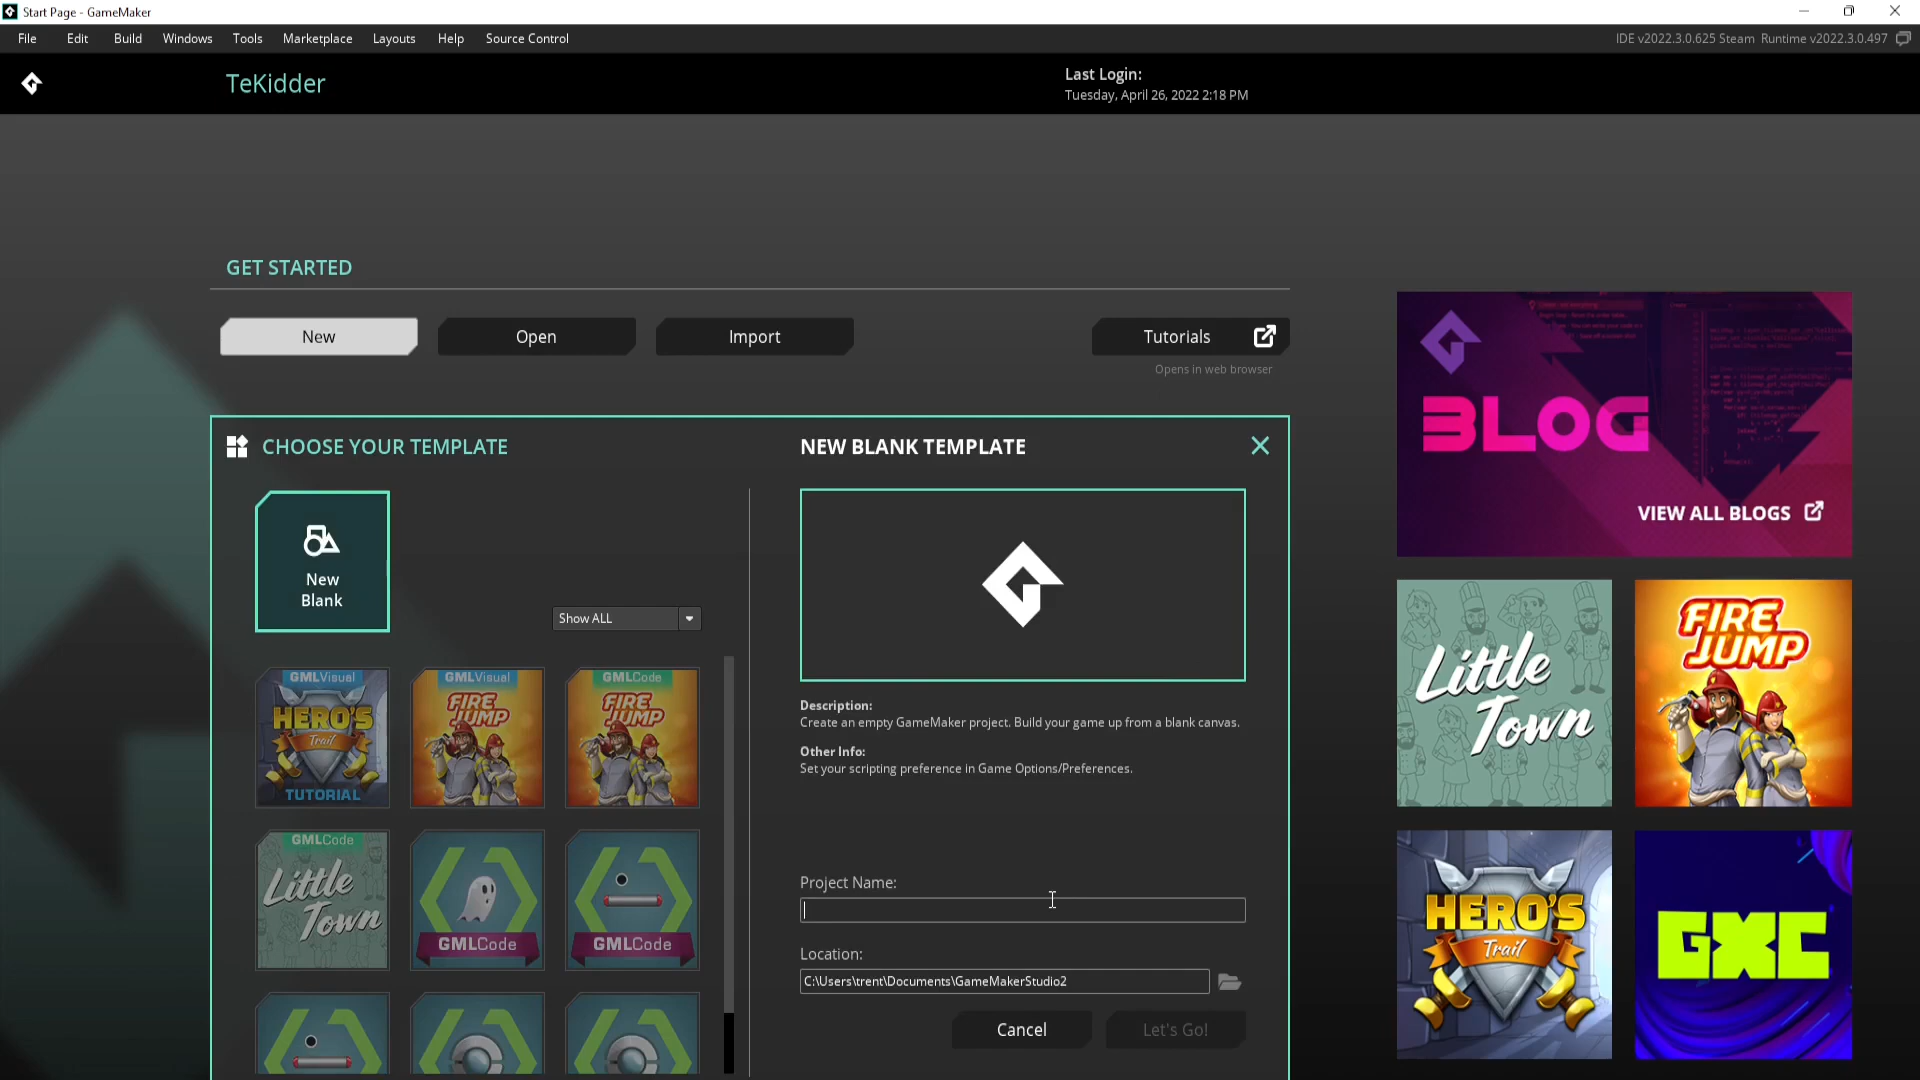 Start Page - GameMaker
File Edit Build Windows Tools Marketplace Layouts Help Source Control
IDE v2022.3.0.625 Steam Runtime v2022.3.0.497
TeKidder
Last Login:
Tuesday, April 26, 2022 2:18 PM
GET STARTED
New
Open
Import
Tutorials
Opens in web browser
CHOOSE YOUR TEMPLATE
New
Blank
Show ALL
GMLVisual
HERO'S
Trail
TUTORIAL
GMLVisual
FIRE
JUMP
GMLCode
FIRE
JUMP
GMLCode
Little
Town
GMLCode
GMLCode
NEW BLANK TEMPLATE
Description:
Create an empty GameMaker project. Build your game up from a blank canvas.
Other Info:
Set your scripting preference in Game Options/Preferences.
Project Name:
Location:
C:\Users\trent\Documents\GameMakerStudio2
Cancel
Let's Go!
BLOG
VIEW ALL BLOGS
Little
Town
FIRE
JUMP
HERO'S
Trail
GXC